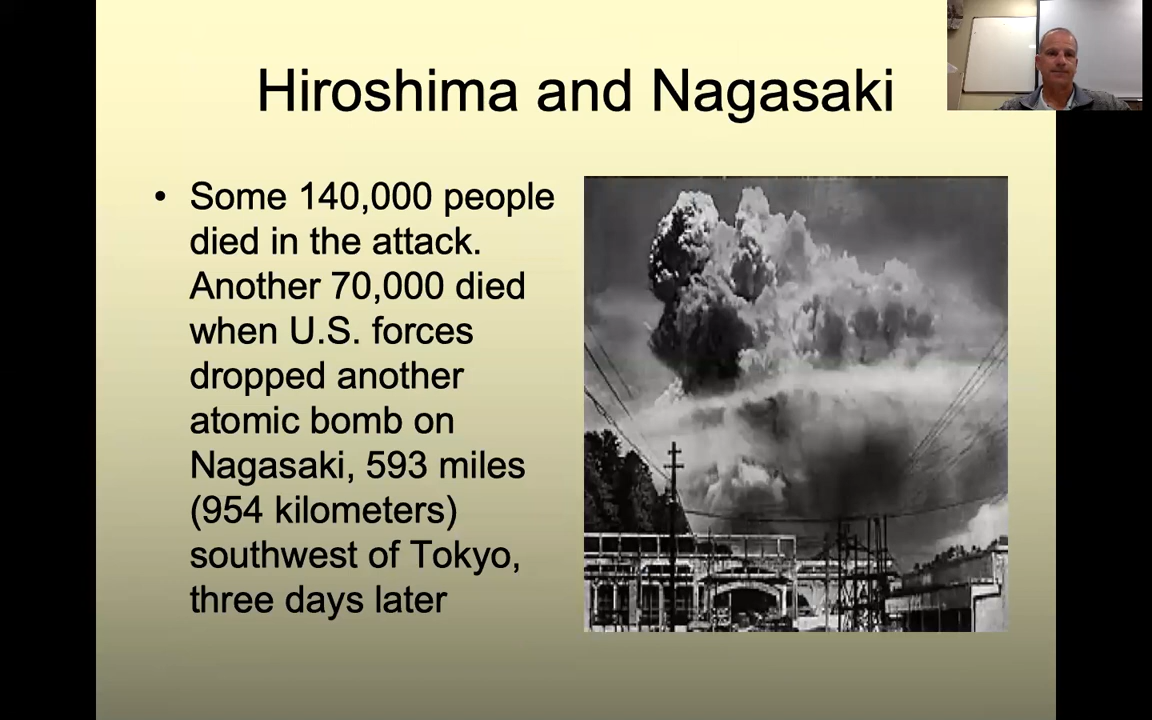 Hiroshima and Nagasaki
• Some 140,000 people
died in the attack.
Another 70,000 died
when U.S. forces
dropped another
atomic bomb on
Nagasaki, 593 miles
(954 kilometers)
southwest of Tokyo,
three days later